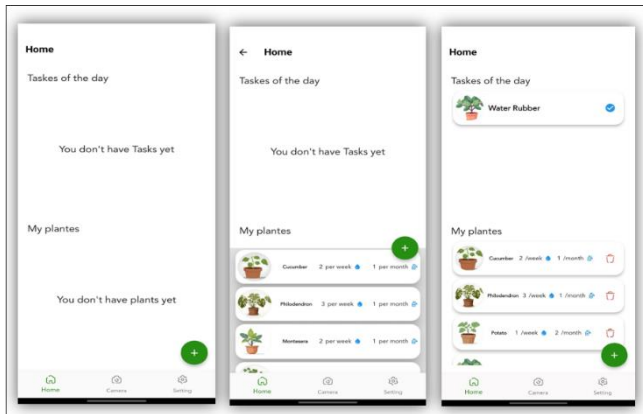 Home
Taskes of the day
You don't have Tasks yet
My plantes
You don't have plants yet
+
Home Camera Setting
← Home
Taskes of the day
You don't have Tasks yet
My plantes
+
Cucumber 2 per week 1 per month
Philodendron 3 per week 1 per month
Montasera 2 per week 1 per month
Home Camera Setting
Home
Taskes of the day
Water Rubber
My plantes
Cucumber 2 /week 1 /month
Philodendron 3 /week 1 /month
Potato 1 /week 2 /month
+
Home Camera Setting